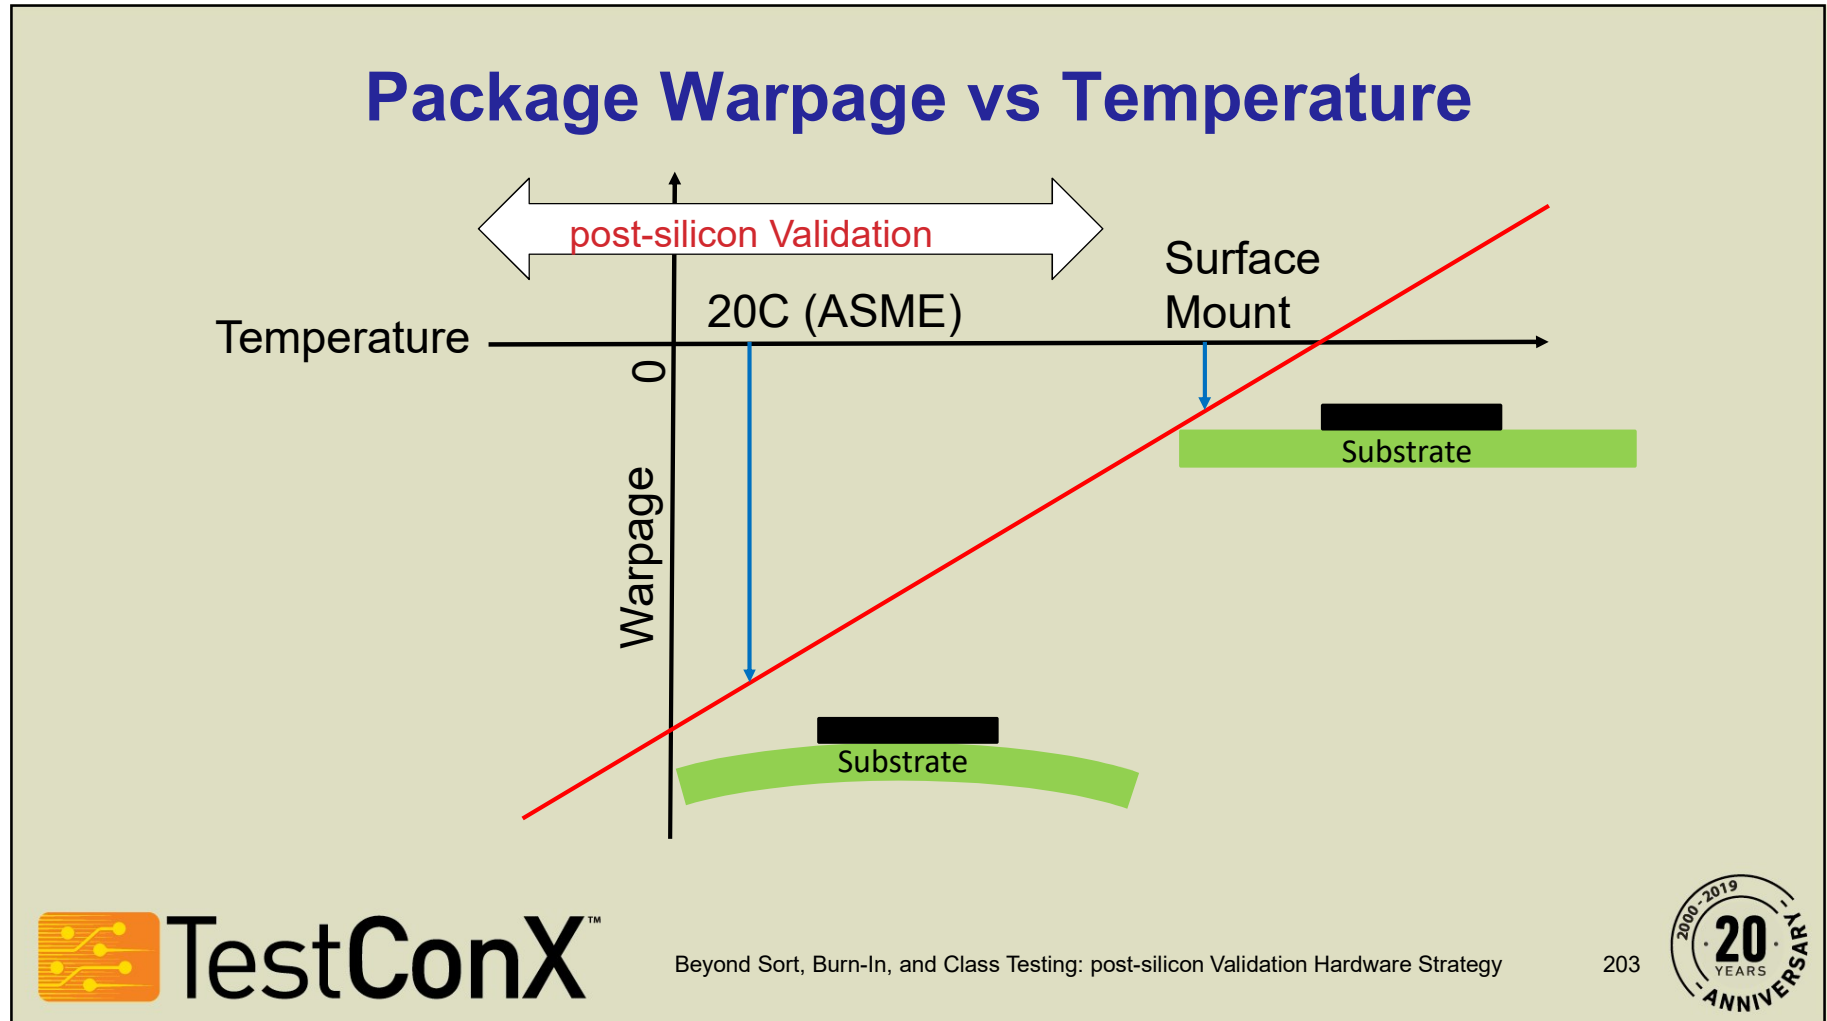 Package Warpage vs Temperature
post-silicon Validation
Surface
Mount
20C (ASME)
Temperature
0
Warpage
Substrate
Substrate
TestConX™
Beyond Sort, Burn-In, and Class Testing: post-silicon Validation Hardware Strategy
203
2000-2019
20
YEARS
ANNIVERSARY